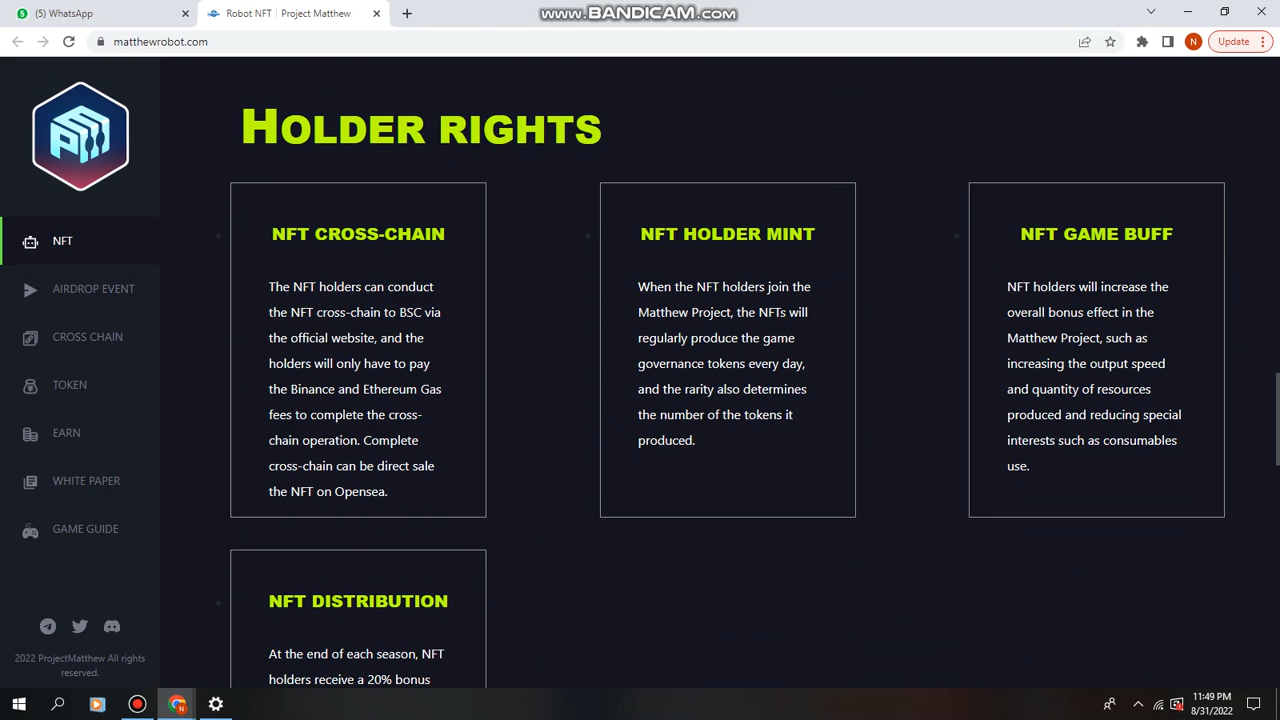 (5) WhatsApp
Robot NFT | Project Matthew
www.BANDICAM.com
matthewrobot.com
N
Update
HOLDER RIGHTS
NFT CROSS-CHAIN
The NFT holders can conduct
the NFT cross-chain to BSC via
the official website, and the
holders will only have to pay
the Binance and Ethereum Gas
fees to complete the cross-
chain operation. Complete
cross-chain can be direct sale
the NFT on Opensea.
NFT HOLDER MINT
When the NFT holders join the
Matthew Project, the NFTs will
regularly produce the game
governance tokens every day,
and the rarity also determines
the number of the tokens it
produced.
NFT GAME BUFF
NFT holders will increase the
overall bonus effect in the
Matthew Project, such as
increasing the output speed
and quantity of resources
produced and reducing special
interests such as consumables
use.
NFT DISTRIBUTION
At the end of each season, NFT
holders receive a 20% bonus
NFT
AIRDROP EVENT
CROSS CHAIN
TOKEN
EARN
WHITE PAPER
GAME GUIDE
2022 ProjectMatthew All rights
reserved.
11:49 PM
8/31/2022